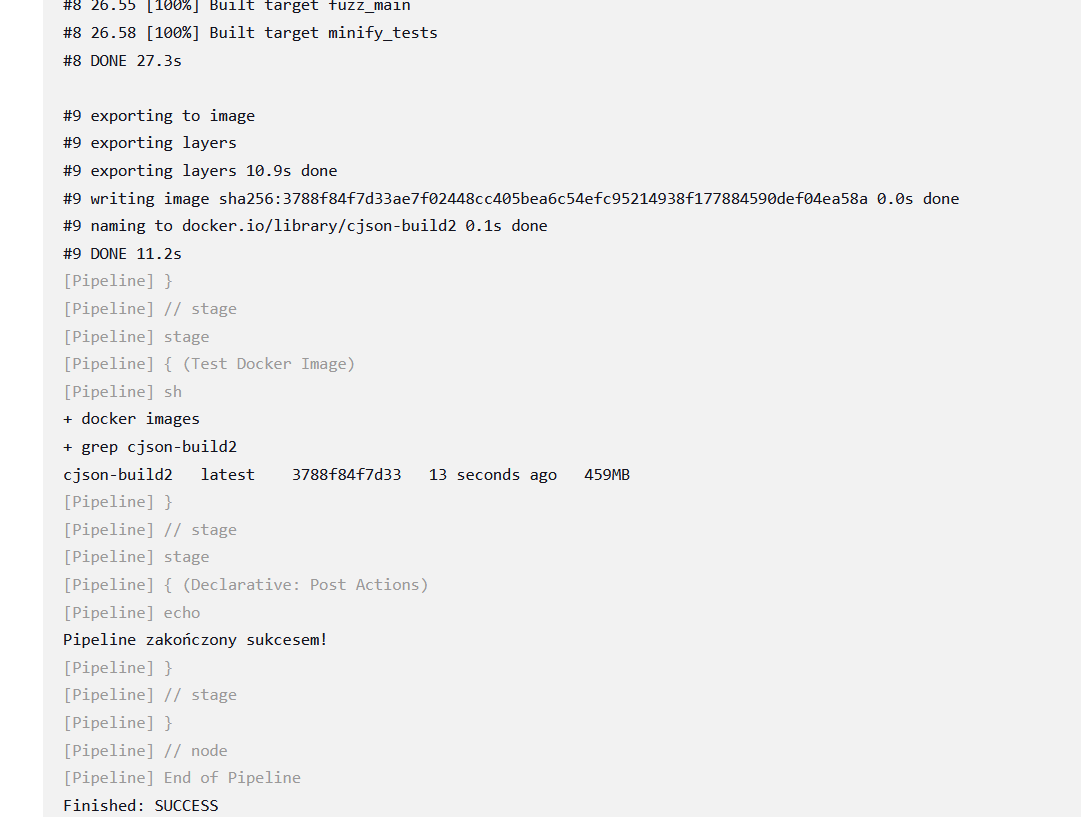 #8 26.55 [100%] Built target fuzz_main
#8 26.58 [100%] Built target minify_tests
#8 DONE 27.3s
#9 exporting to image
#9 exporting layers
#9 exporting layers 10.9s done
#9 writing image sha256:3788f84f7d33ae7f02448cc405bea6c54efc95214938f177884590def04ea58a 0.0s done
#9 naming to docker.io/library/cjson-build2 0.1s done
#9 DONE 11.2s
[Pipeline] }
[Pipeline] // stage
[Pipeline] stage
[Pipeline] { (Test Docker Image)
[Pipeline] sh
+ docker images
+ grep cjson-build2
cjson-build2   latest    3788f84f7d33   13 seconds ago   459MB
[Pipeline] }
[Pipeline] // stage
[Pipeline] stage
[Pipeline] { (Declarative: Post Actions)
[Pipeline] echo
Pipeline zakończony sukcesem!
[Pipeline] }
[Pipeline] // stage
[Pipeline] }
[Pipeline] // node
[Pipeline] End of Pipeline
Finished: SUCCESS